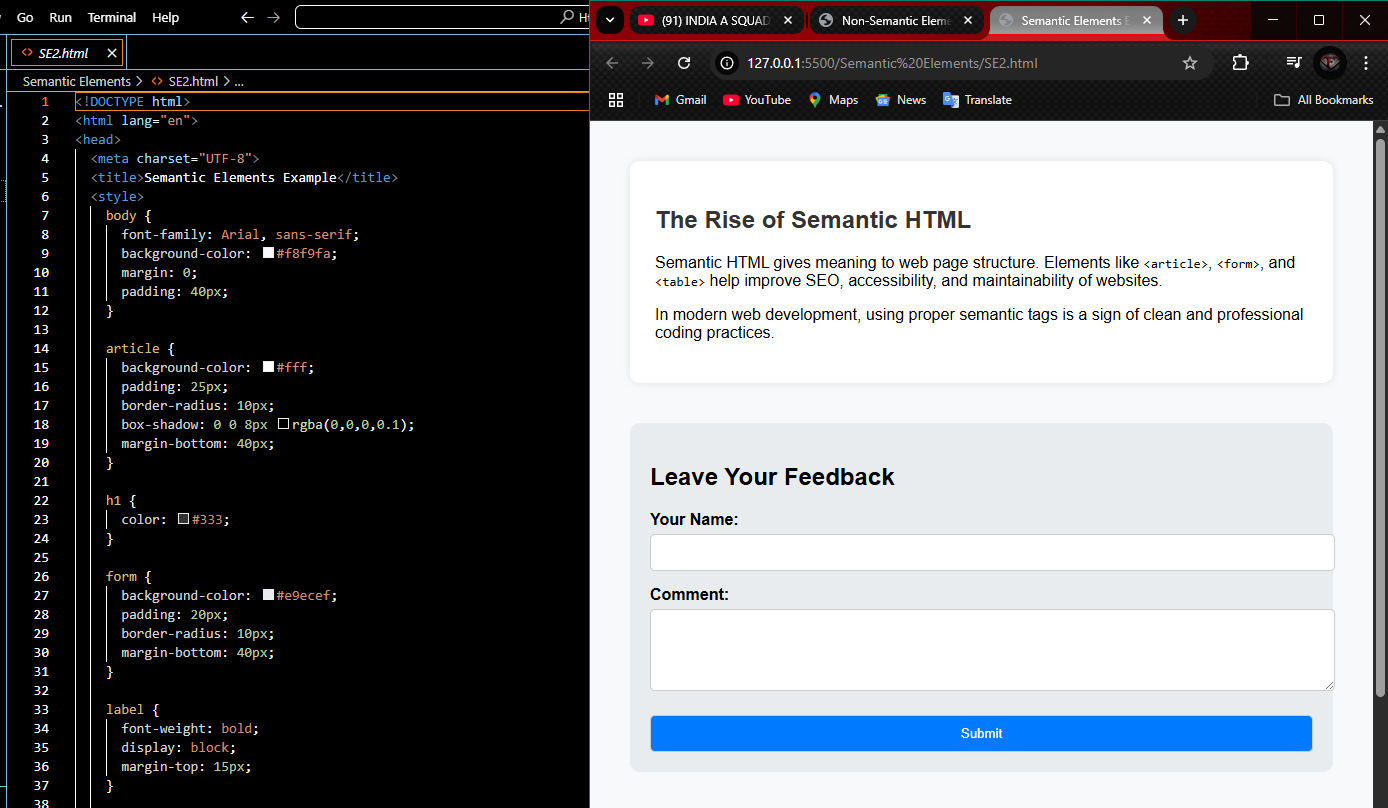 Go Run Terminal Help
SE2.html
Semantic Elements > SE2.html > ...
1 <!DOCTYPE html>
2 <html lang="en">
3 <head>
4 <meta charset="UTF-8">
5 <title>Semantic Elements Example</title>
6 <style>
7 body {
8 font-family: Arial, sans-serif;
9 background-color: #f8f9fa;
10 margin: 0;
11 padding: 40px;
12 }
13
14 article {
15 background-color: #fff;
16 padding: 25px;
17 border-radius: 10px;
18 box-shadow: 0 0 8px rgba(0,0,0,0.1);
19 margin-bottom: 40px;
20 }
21
22 h1 {
23 color: #333;
24 }
25
26 form {
27 background-color: #e9ecef;
28 padding: 20px;
29 border-radius: 10px;
30 margin-bottom: 40px;
31 }
32
33 label {
34 font-weight: bold;
35 display: block;
36 margin-top: 15px;
37 }
38
(91) INDIA A SQUAD
Non-Semantic Eleme
Semantic Elements E
127.0.0.1:5500/Semantic%20Elements/SE2.html
Gmail YouTube Maps News Translate All Bookmarks
The Rise of Semantic HTML
Semantic HTML gives meaning to web page structure. Elements like <article>, <form>, and
<table> help improve SEO, accessibility, and maintainability of websites.
In modern web development, using proper semantic tags is a sign of clean and professional
coding practices.
Leave Your Feedback
Your Name:
Comment:
Submit